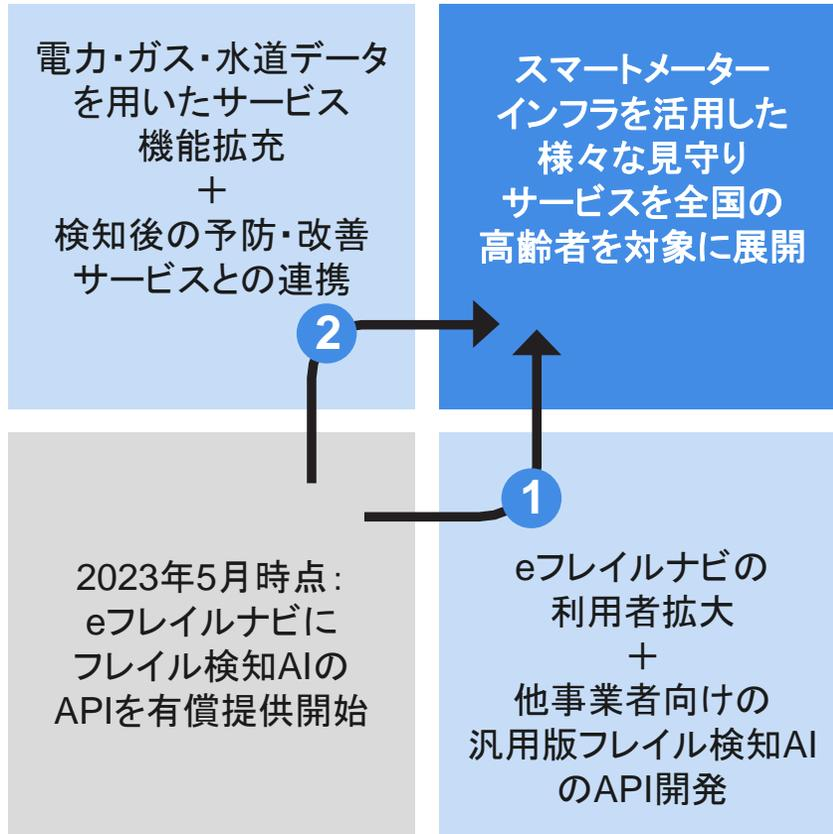 電力・ガス・水道データ
を用いたサービス
機能拡充
＋
検知後の予防・改善
サービスとの連携
スマートメーター
インフラを活用した
様々な見守り
サービスを全国の
高齢者を対象に展開
2
1
2023年5月時点：
eフレイルナビに
フレイル検知AIの
APIを有償提供開始
eフレイルナビの
利用者拡大
＋
他事業者向けの
汎用版フレイル検知AI
のAPI開発